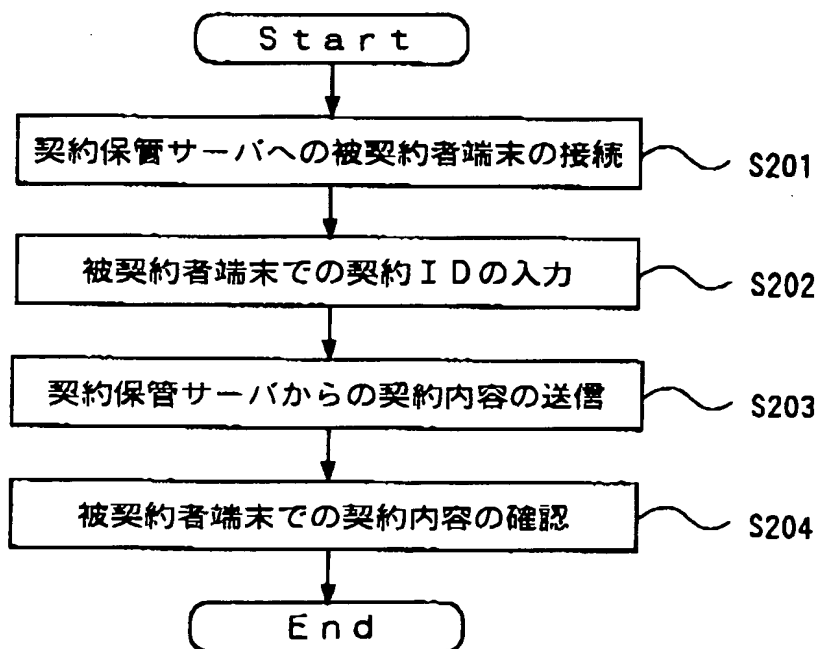 Start
契約保管サーバへの被契約者端末の接続
S201
被契約者端末での契約IDの入力
S202
契約保管サーバからの契約内容の送信
S203
被契約者端末での契約内容の確認
S204
End